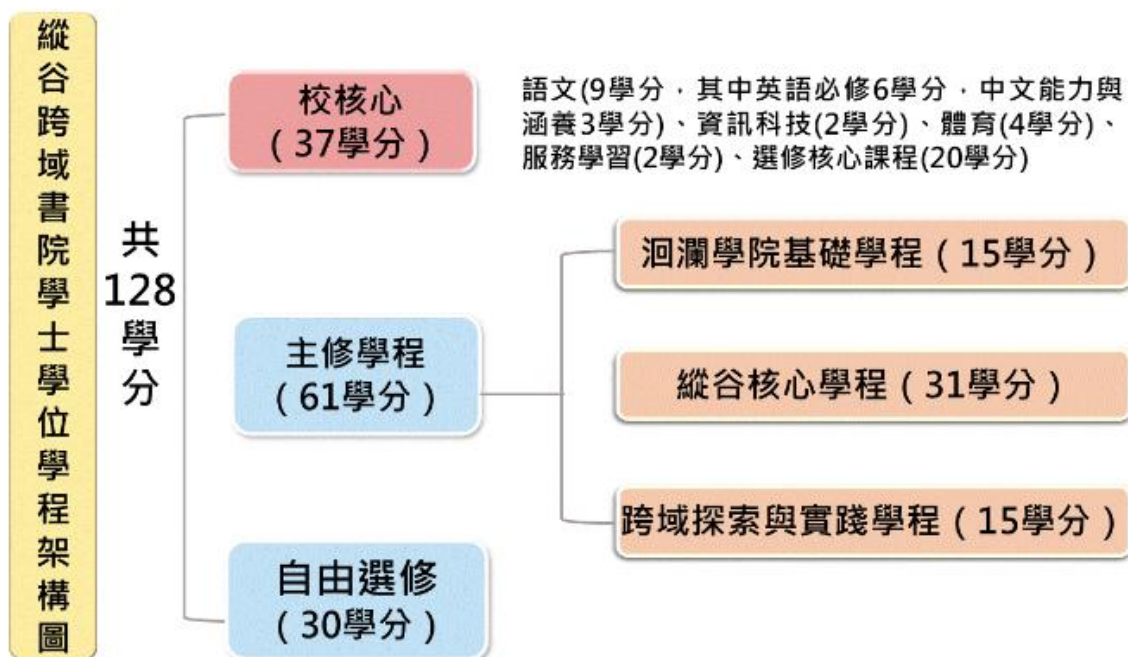 縱谷跨域書院學士學位學程架構圖
共
128
學
分
校核心
（37學分）
語文(9學分，其中英語必修6學分，中文能力與
涵養3學分)、資訊科技(2學分)、體育(4學分)、
服務學習(2學分)、選修核心課程(20學分)
主修學程
（61學分）
洄瀾學院基礎學程（15學分）
縱谷核心學程（31學分）
跨域探索與實踐學程（15學分）
自由選修
（30學分）